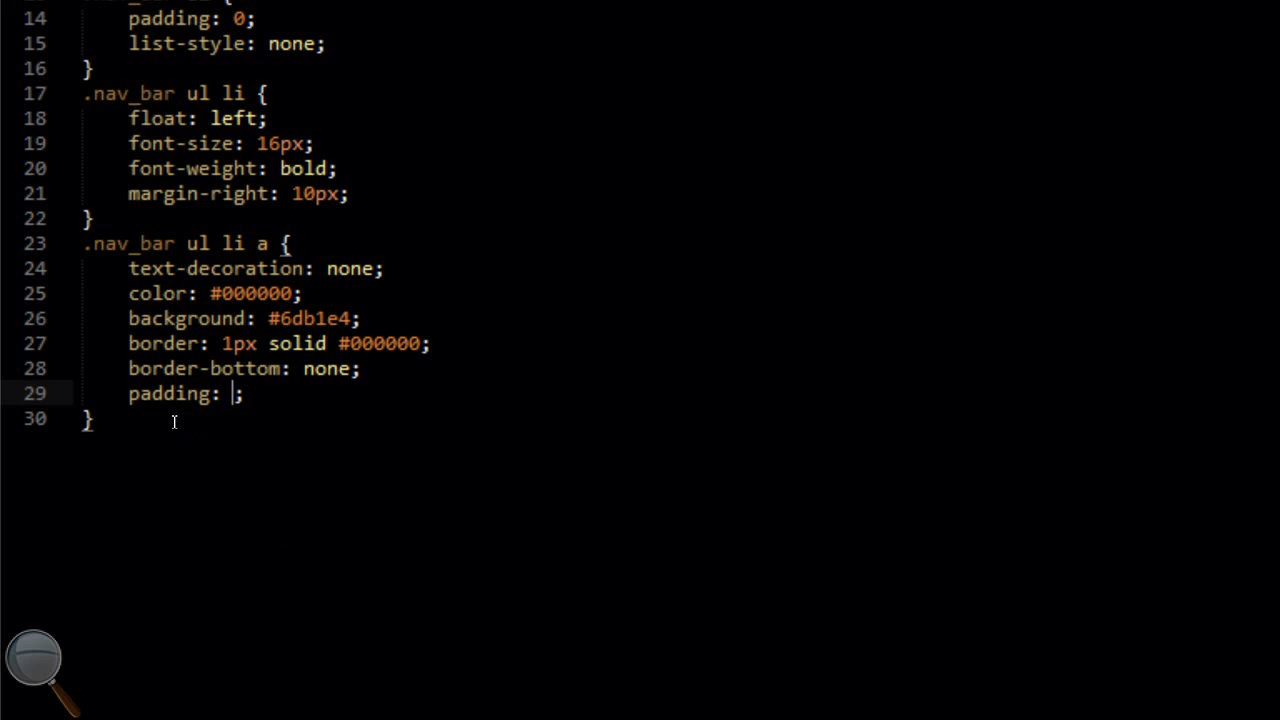 14 padding: 0;
15 list-style: none;
16 }
17 .nav_bar ul li {
18 float: left;
19 font-size: 16px;
20 font-weight: bold;
21 margin-right: 10px;
22 }
23 .nav_bar ul li a {
24 text-decoration: none;
25 color: #000000;
26 background: #6db1e4;
27 border: 1px solid #000000;
28 border-bottom: none;
29 padding: ;
30 }